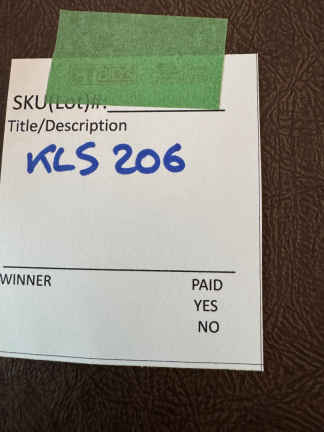 SKU(Lot)#:
Title/Description
KLS 206
WINNER PAID
YES
NO